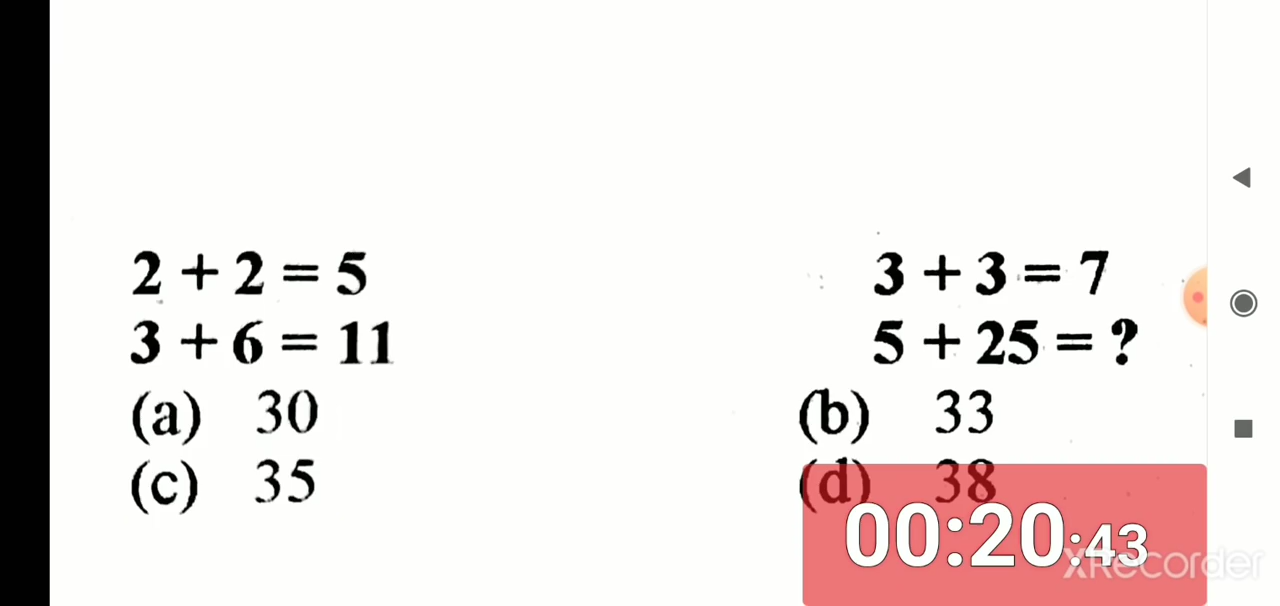 2 + 2 = 5 3 + 3 = 7
3 + 6 = 11 5 + 25 = ?
(a) 30 (b) 33
(c) 35 (d) 38
00:20:43
XRecorder